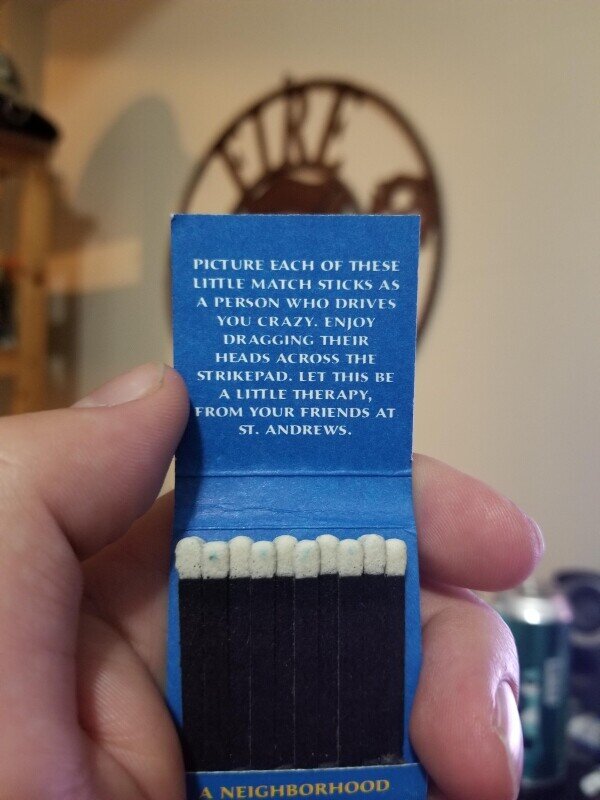 FIRE
PICTURE EACH OF THESE
LITTLE MATCH STICKS AS
A PERSON WHO DRIVES
YOU CRAZY. ENJOY
DRAGGING THEIR
HEADS ACROSS THE
STRIKEPAD. LET THIS BE
A LITTLE THERAPY,
FROM YOUR FRIENDS AT
ST. ANDREWS.
A NEIGHBORHOOD